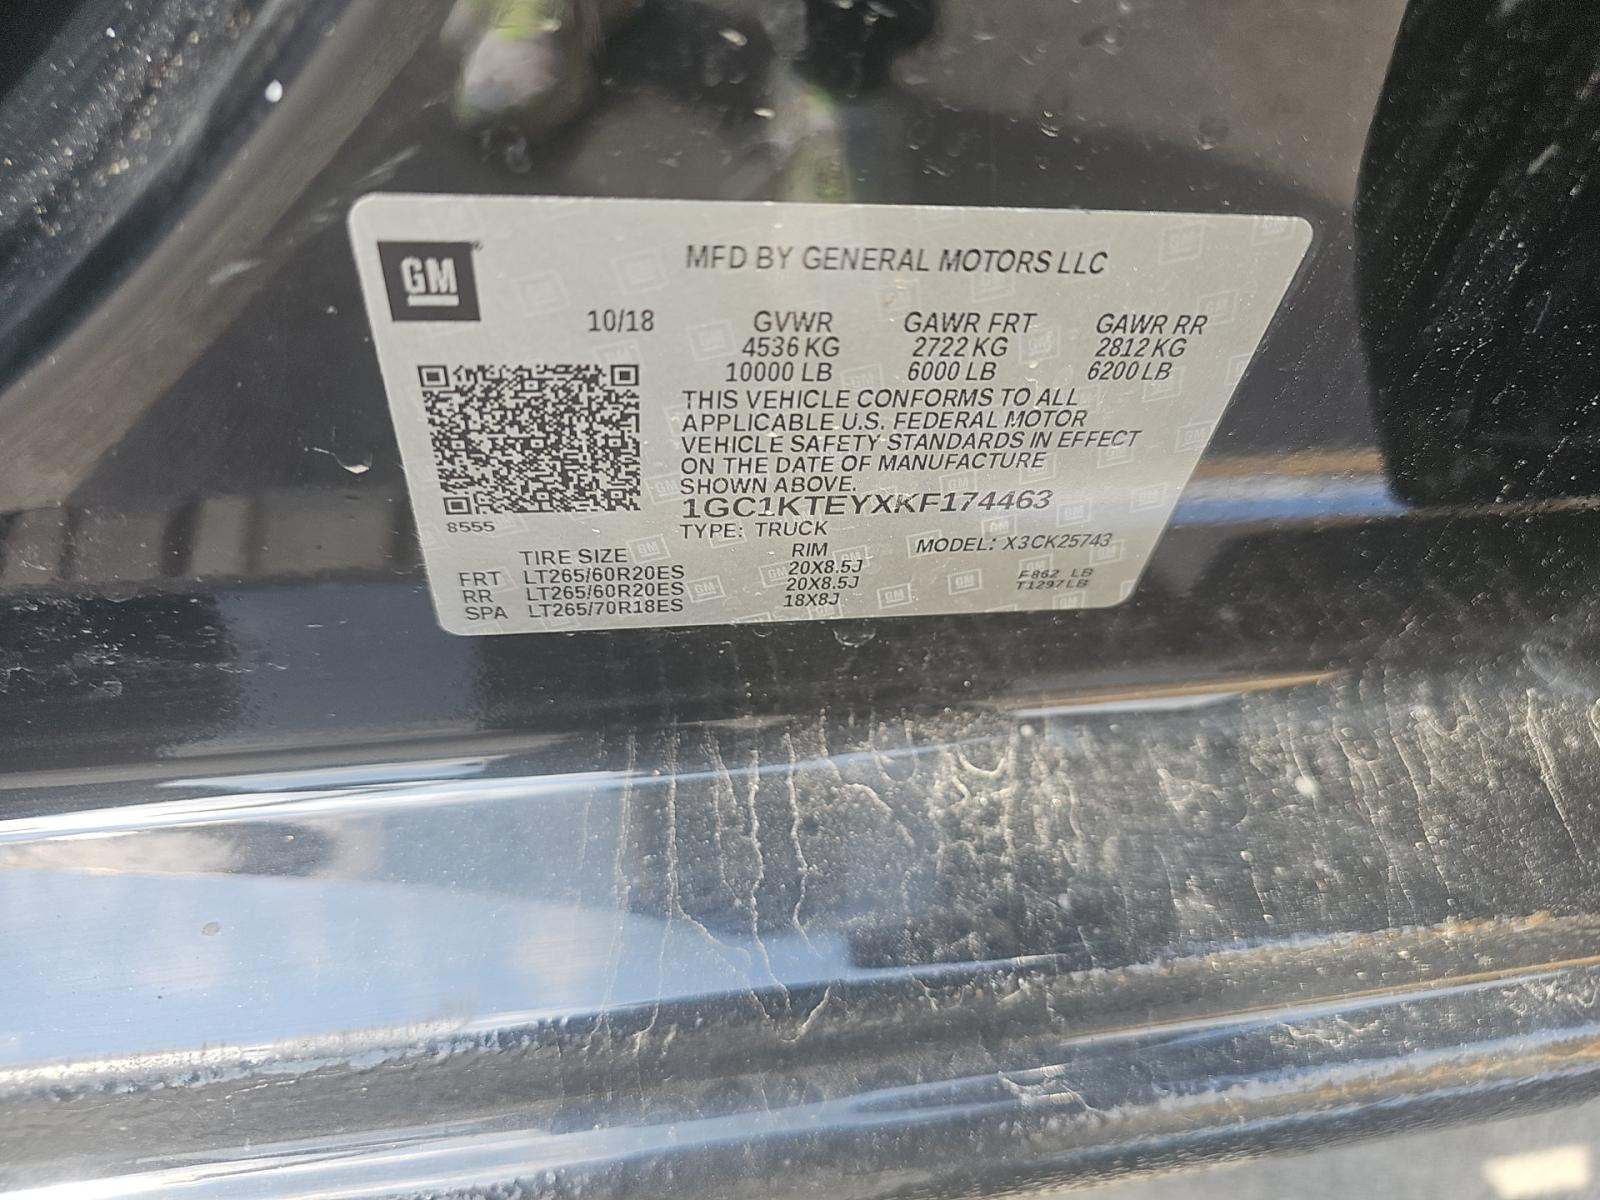 GM
MFD BY GENERAL MOTORS LLC
10/18 GVWR GAWR FRT GAWR RR
4536 KG 2722 KG 2812 KG
10000 LB 6000 LB 6200 LB
THIS VEHICLE CONFORMS TO ALL
APPLICABLE U.S. FEDERAL MOTOR
VEHICLE SAFETY STANDARDS IN EFFECT
ON THE DATE OF MANUFACTURE
SHOWN ABOVE.
1GC1KTEYXKF174463
8555
TYPE: TRUCK MODEL: X3CK25743
TIRE SIZE RIM
FRT LT265/60R20ES 20X8.5J F862 LB
RR LT265/60R20ES 20X8.5J T1297LB
SPA LT265/70R18ES 18X8J